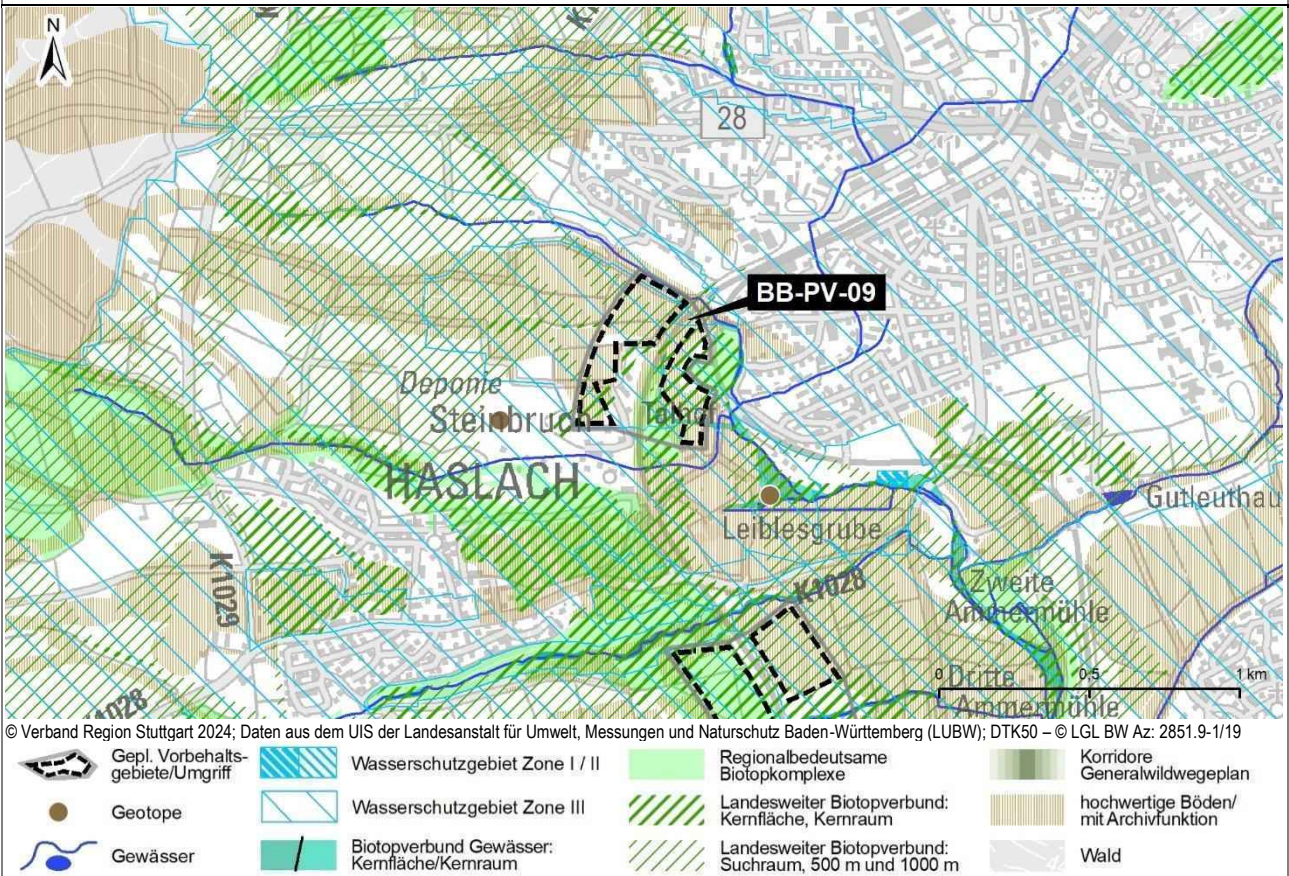 N
28
BB-PV-09
Deponie
Steinbruch
HASLACH
Leiblesgrube
Gutleuthau
K1029
K1028
Zweite
Ammermühle
Dritte
Ammermühle
1028
0 0,5 1 km
© Verband Region Stuttgart 2024; Daten aus dem UIS der Landesanstalt für Umwelt, Messungen und Naturschutz Baden-Württemberg (LUBW); DTK50 – © LGL BW Az: 2851.9-1/19
Gepl. Vorbehalts-
gebiete/Umgriff
Geotope
Gewässer
Wasserschutzgebiet Zone I / II
Wasserschutzgebiet Zone III
Biotopverbund Gewässer:
Kernfläche/Kernraum
Regionalbedeutsame
Biotopkomplexe
Landesweiter Biotopverbund:
Kernfläche, Kernraum
Landesweiter Biotopverbund:
Suchraum, 500 m und 1000 m
Korridore
Generalwildwegeplan
hochwertige Böden/
mit Archivfunktion
Wald